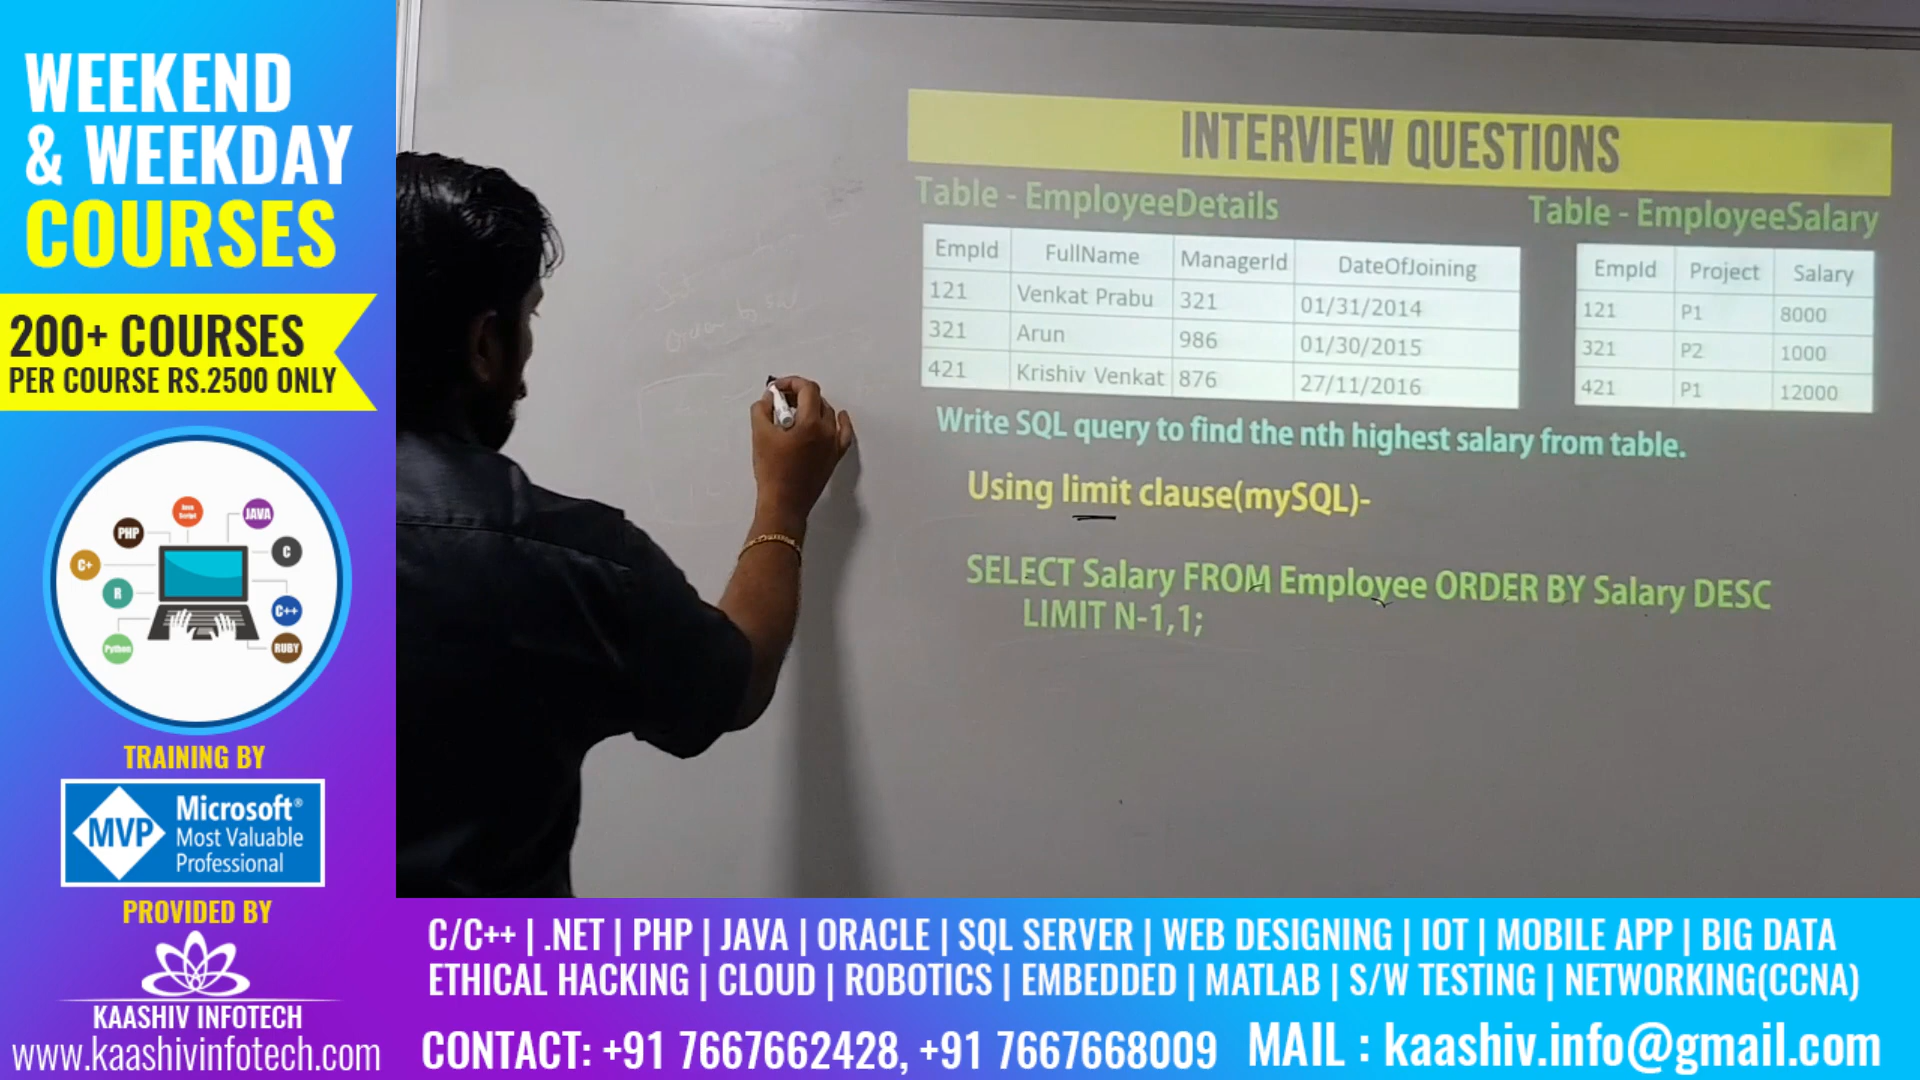 WEEKEND
& WEEKDAY
COURSES
200+ COURSES
PER COURSE RS.2500 ONLY
Java Script
JAVA
PHP
C
C+
R
C++
Python
RUBY
TRAINING BY
MVP
Microsoft®
Most Valuable
Professional
PROVIDED BY
KAASHIV INFOTECH
www.kaashivinfotech.com
INTERVIEW QUESTIONS
Table - EmployeeDetails
EmpId FullName ManagerId DateOfJoining
121 Venkat Prabu 321 01/31/2014
321 Arun 986 01/30/2015
421 Krishiv Venkat 876 27/11/2016
Table - EmployeeSalary
EmpId Project Salary
121 P1 8000
321 P2 1000
421 P1 12000
Write SQL query to find the nth highest salary from table.
Using limit clause(mySQL)-
SELECT Salary FROM Employee ORDER BY Salary DESC
LIMIT N-1,1;
C/C++ | .NET | PHP | JAVA | ORACLE | SQL SERVER | WEB DESIGNING | IOT | MOBILE APP | BIG DATA
ETHICAL HACKING | CLOUD | ROBOTICS | EMBEDDED | MATLAB | S/W TESTING | NETWORKING(CCNA)
CONTACT: +91 7667662428, +91 7667668009 MAIL : kaashiv.info@gmail.com